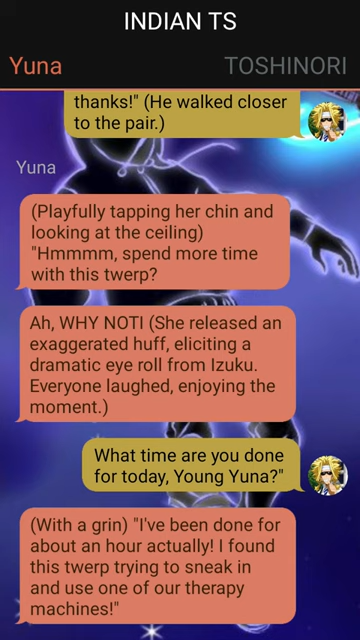 INDIAN TS
Yuna TOSHINORI
thanks!" (He walked closer
to the pair.)
Yuna
(Playfully tapping her chin and
looking at the ceiling)
"Hmmmm, spend more time
with this twerp?
Ah, WHY NOTI (She released an
exaggerated huff, eliciting a
dramatic eye roll from Izuku.
Everyone laughed, enjoying the
moment.)
What time are you done
for today, Young Yuna?"
(With a grin) "I've been done for
about an hour actually! I found
this twerp trying to sneak in
and use one of our therapy
machines!"